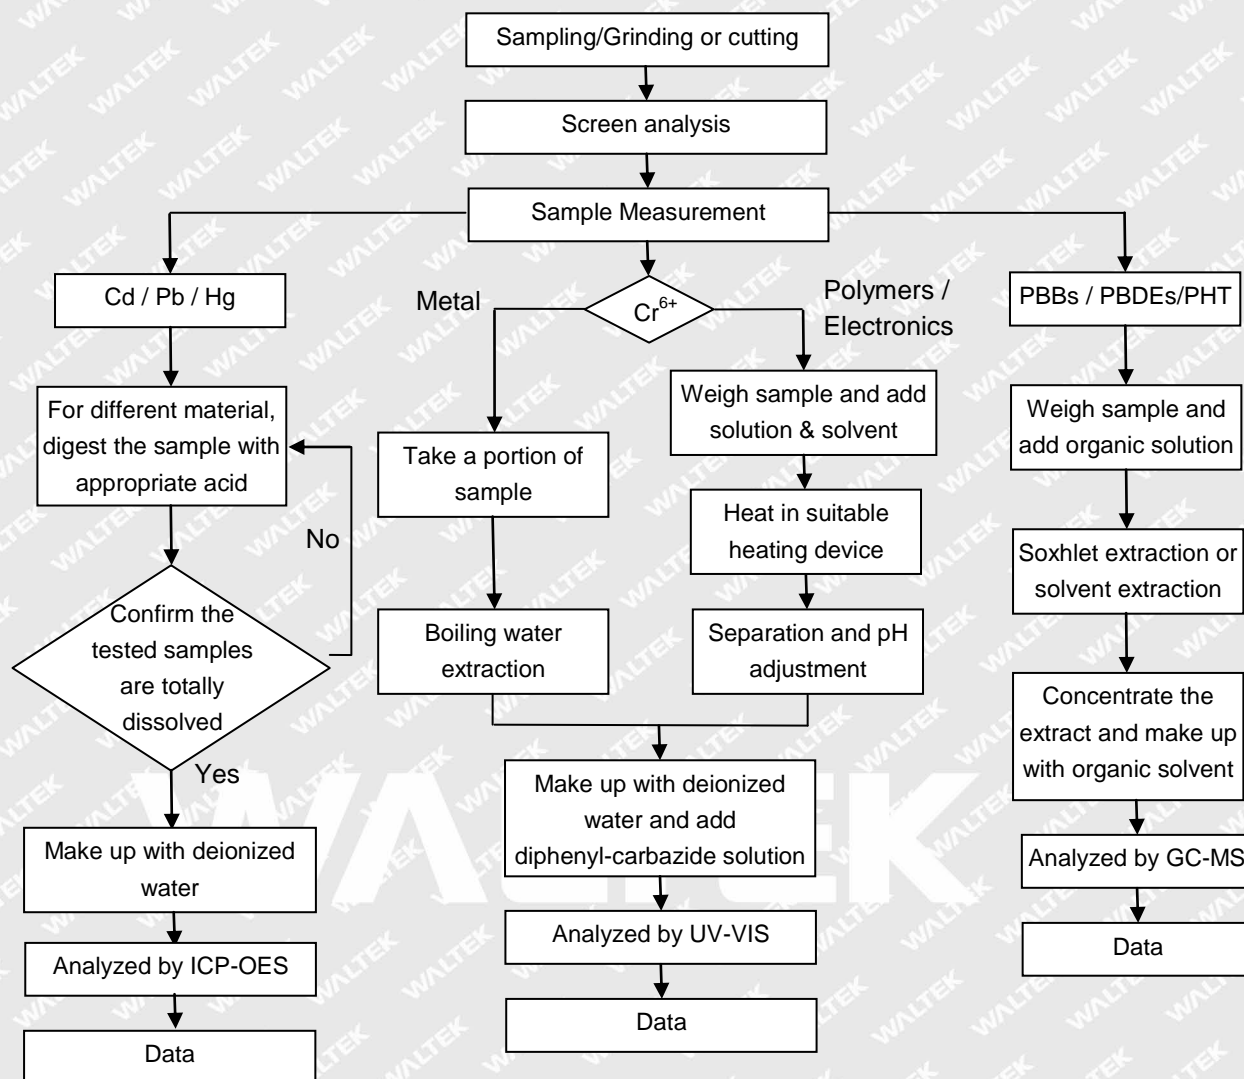 Sampling/Grinding or cutting
Screen analysis
Sample Measurement
Cd / Pb / Hg
For different material,
digest the sample with
appropriate acid
No
Confirm the
tested samples
are totally
dissolved
Yes
Make up with deionized
water
Analyzed by ICP-OES
Data
Metal
Cr6+
Polymers /
Electronics
Take a portion of
sample
Boiling water
extraction
Weigh sample and add
solution & solvent
Heat in suitable
heating device
Separation and pH
adjustment
Make up with deionized
water and add
diphenyl-carbazide solution
Analyzed by UV-VIS
Data
PBBs / PBDEs/PHT
Weigh sample and
add organic solution
Soxhlet extraction or
solvent extraction
Concentrate the
extract and make up
with organic solvent
Analyzed by GC-MS
Data
WALTEK